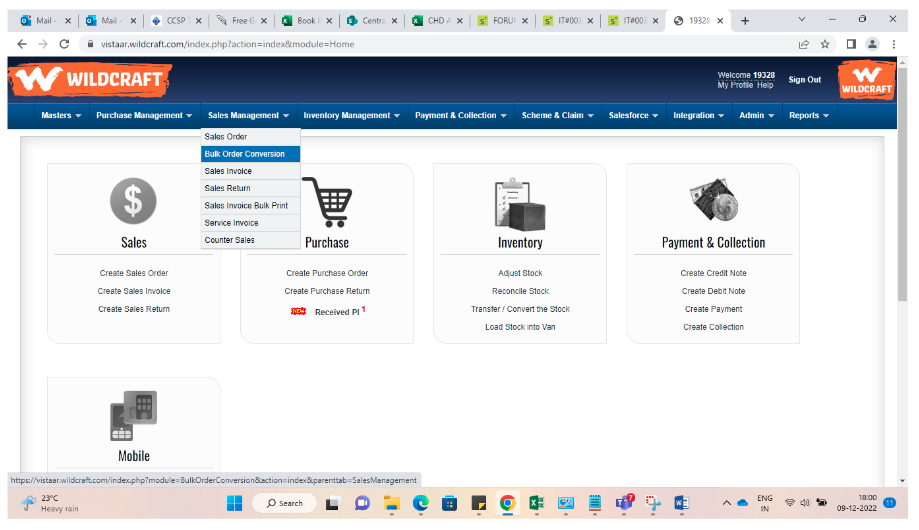 Mail - Mail - CCSP Free G Book Centra CHD A FORU IT#003 IT#003 19328
vistaar.wildcraft.com/index.php?action=index&module=Home
WILDCRAFT
Welcome 19328
My Profile Help
Sign Out
WILDCRAFT
Masters Purchase Management Sales Management Inventory Management Payment & Collection Scheme & Claim Salesforce Integration Admin Reports
Sales Order
Bulk Order Conversion
Sales Invoice
Sales Return
Sales Invoice Bulk Print
Service Invoice
Counter Sales
Sales
Create Sales Order
Create Sales Invoice
Create Sales Return
Purchase
Create Purchase Order
Create Purchase Return
NEW Received PI 1
Inventory
Adjust Stock
Reconcile Stock
Transfer / Convert the Stock
Load Stock into Van
Payment & Collection
Create Credit Note
Create Debit Note
Create Payment
Create Collection
Mobile
https://vistaar.wildcraft.com/index.php?module=BulkOrderConversion&action=index&parenttab=SalesManagement
23°C
Heavy rain
Search
ENG
IN
18:00
09-12-2022
11